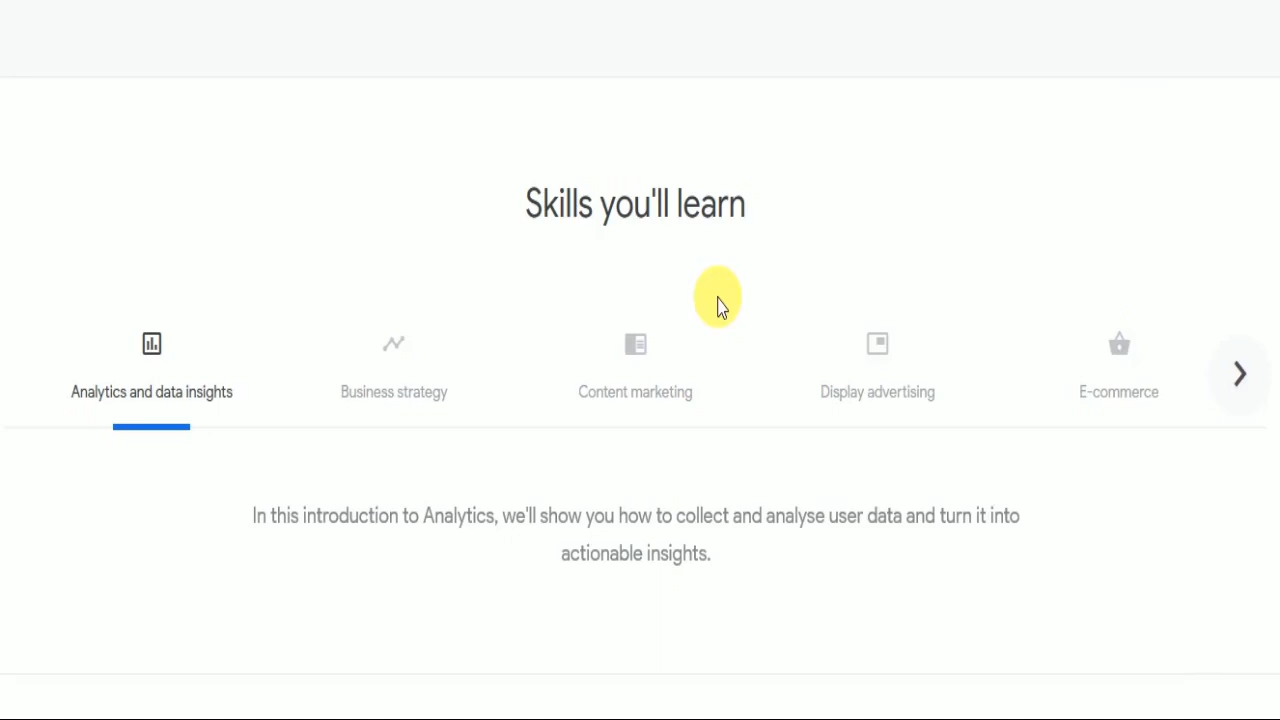 Skills you'll learn
Analytics and data insights
Business strategy
Content marketing
Display advertising
E-commerce
In this introduction to Analytics, we'll show you how to collect and analyse user data and turn it into
actionable insights.